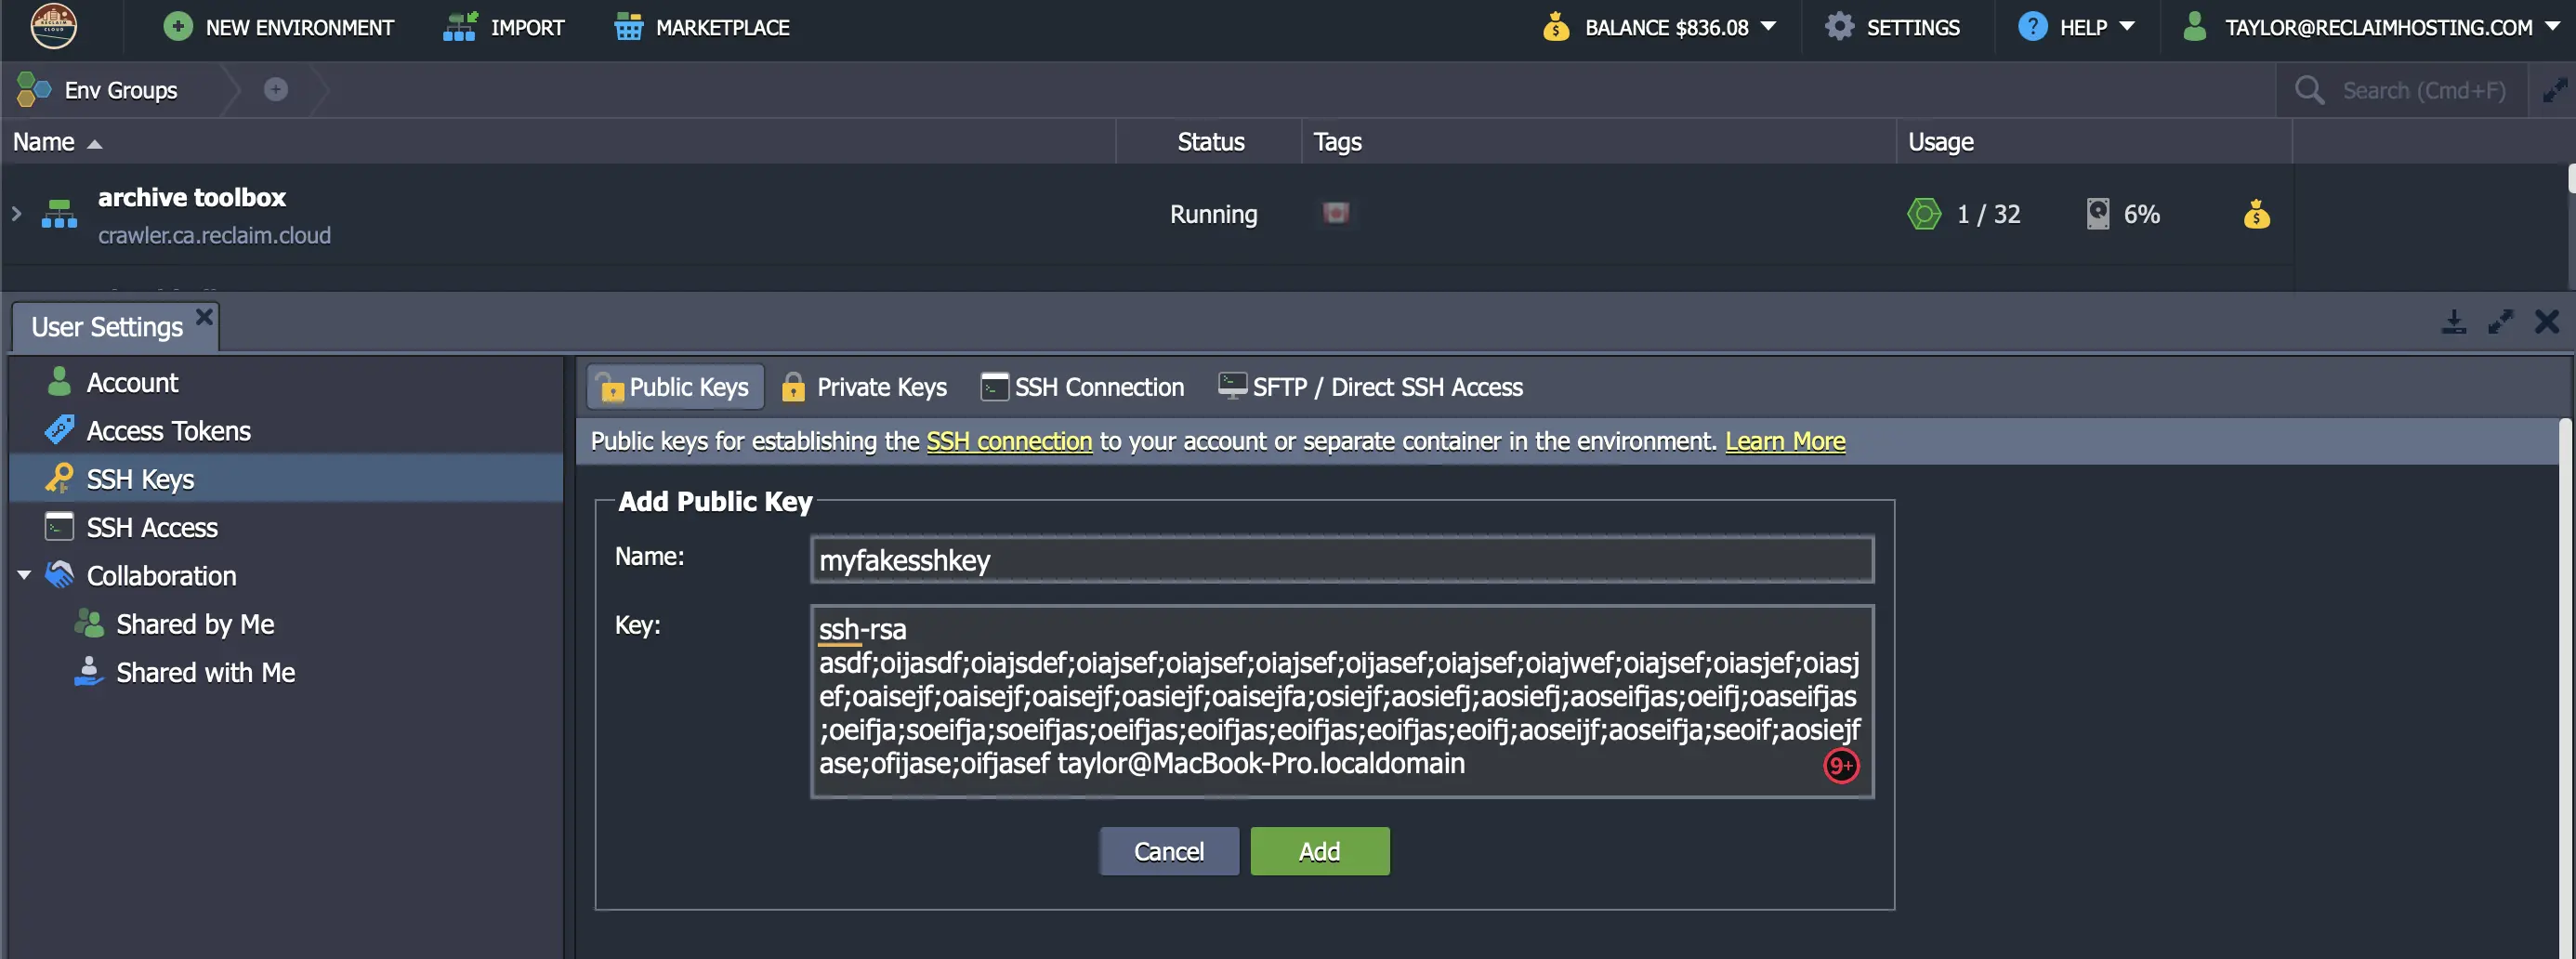 RECLAIM
CLOUD
NEW ENVIRONMENT IMPORT MARKETPLACE BALANCE $836.08 SETTINGS HELP TAYLOR@RECLAIMHOSTING.COM
Env Groups Search (Cmd+F)
Name Status Tags Usage
archive toolbox
crawler.ca.reclaim.cloud
Running 1 / 32 6%
User Settings
Account
Access Tokens
SSH Keys
SSH Access
Collaboration
Shared by Me
Shared with Me
Public Keys Private Keys SSH Connection SFTP / Direct SSH Access
Public keys for establishing the SSH connection to your account or separate container in the environment. Learn More
Add Public Key
Name: myfakesshkey
Key: ssh-rsa
asdf;oijasdf;oiajsdef;oiajsef;oiajsef;oiajsef;oijasef;oiajsef;oiajwef;oiajsef;oiasjef;oiasj
ef;oaisejf;oaisejf;oaisejf;oasiejf;oaisejfa;osiejf;aosiefj;aosiefj;aoseifjas;oeifj;oaseifjas
;oeifja;soeifja;soeifjas;oeifjas;eoifjas;eoifjas;eoifjas;eoifj;aoseijf;aoseifja;seoif;aosiejf
ase;ofijase;oifjasef taylor@MacBook-Pro.localdomain
9+
Cancel Add